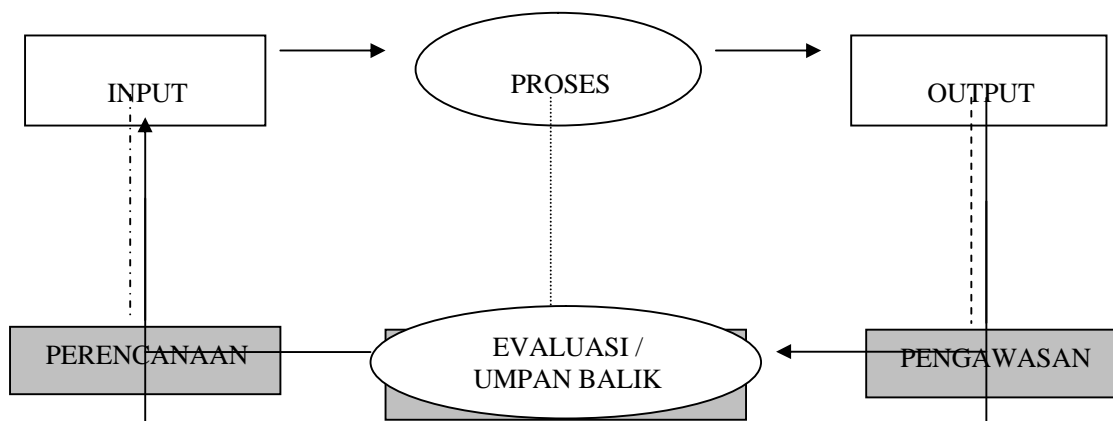 INPUT
PROSES
OUTPUT
PERENCANAAN
EVALUASI /
UMPAN BALIK
PENGAWASAN